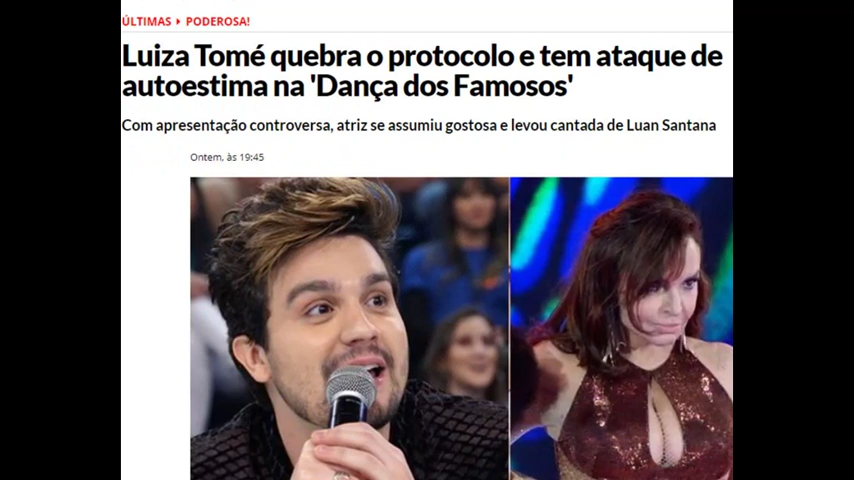 ÚLTIMAS ▸ PODEROSA!
Luiza Tomé quebra o protocolo e tem ataque de
autoestima na 'Dança dos Famosos'
Com apresentação controversa, atriz se assumiu gostosa e levou cantada de Luan Santana
Ontem, às 19:45